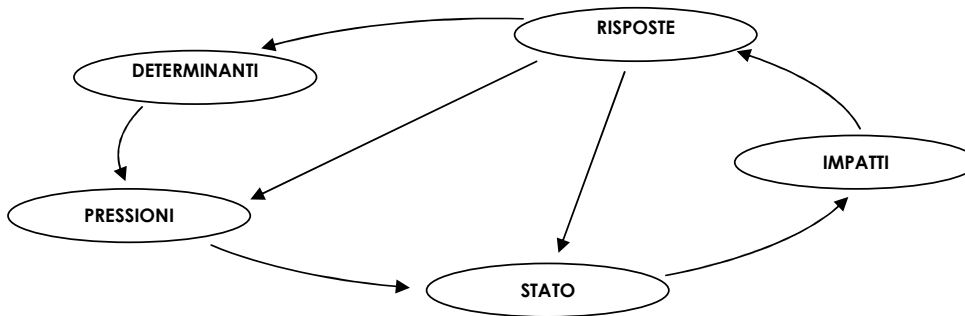 RISPOSTE
DETERMINANTI
IMPATTI
PRESSIONI
STATO